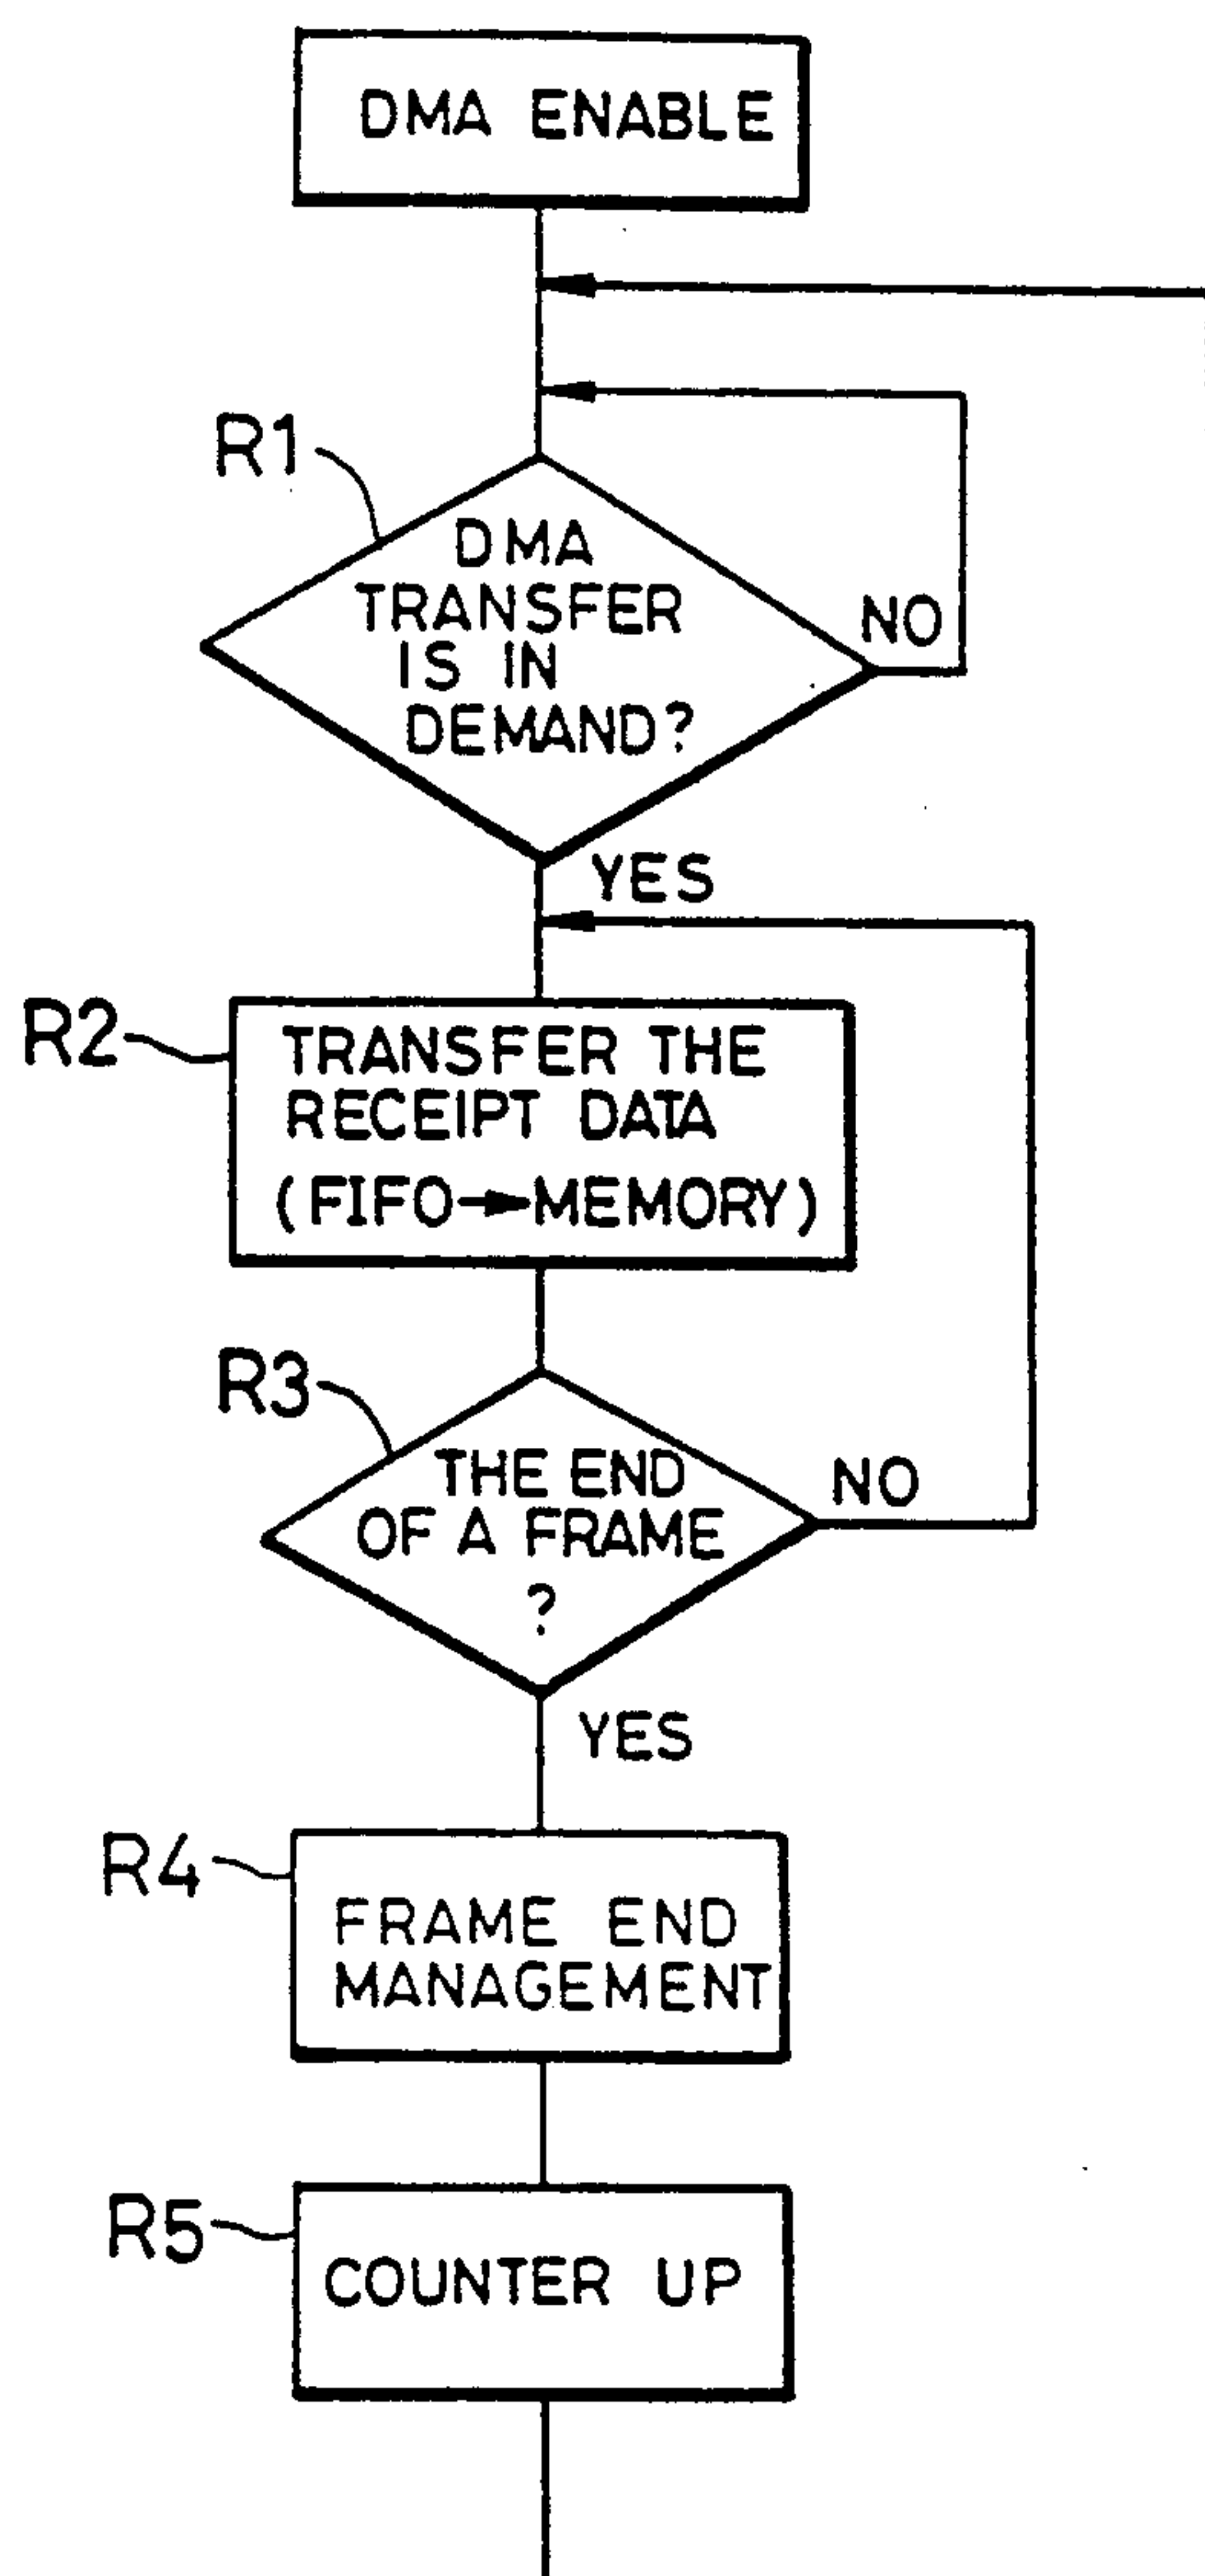 DMA ENABLE
R1
DMA
TRANSFER
IS IN
DEMAND?
NO
YES
R2
TRANSFER THE
RECEIPT DATA
(FIFO→MEMORY)
R3
THE END
OF A FRAME
?
NO
YES
R4
FRAME END
MANAGEMENT
R5
COUNTER UP